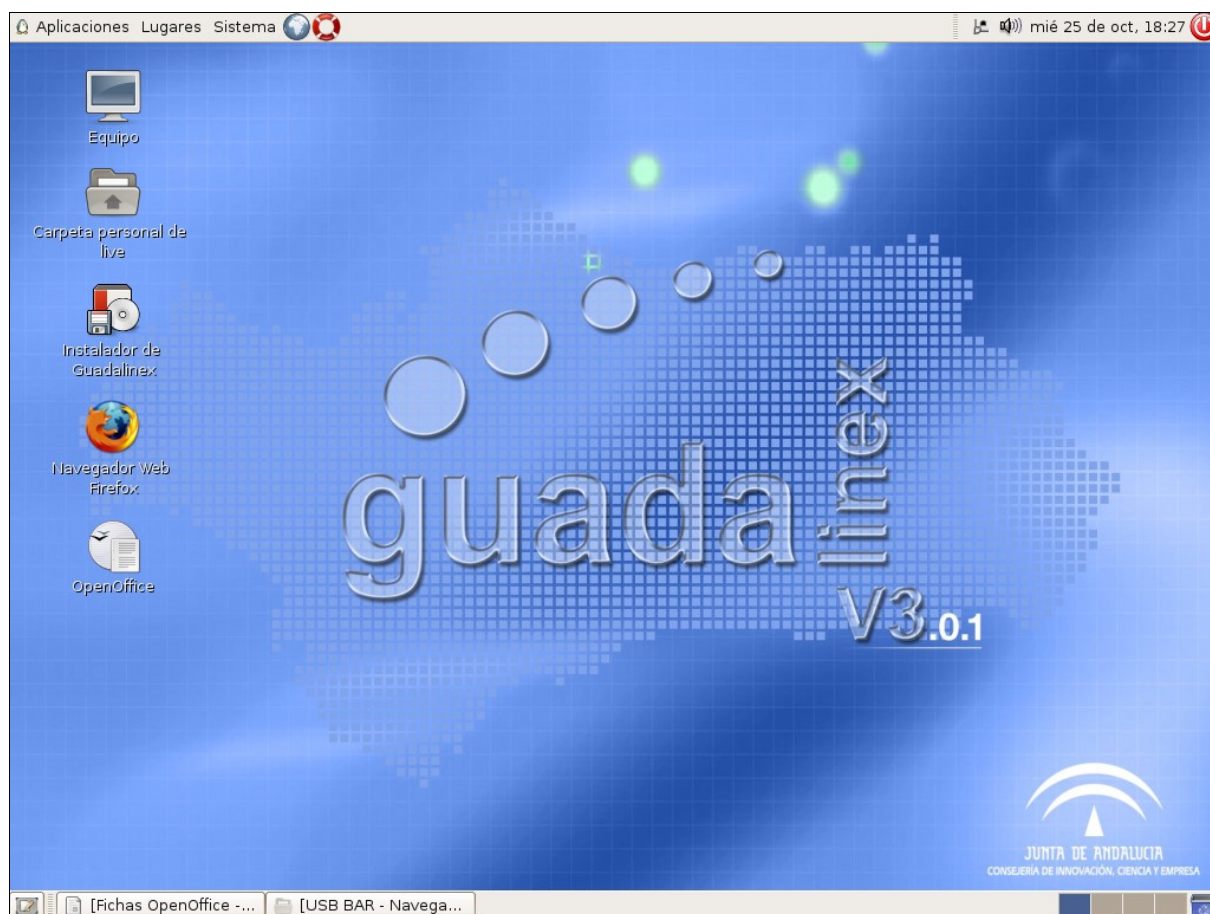 Aplicaciones Lugares Sistema
mié 25 de oct, 18:27
Equipo
Carpeta personal de
live
Instalador de
Guadalinex
Navegador Web
Firefox
OpenOffice
guada
linex
V3.0.1
JUNTA DE ANDALUCIA
CONSEJERÍA DE INNOVACIÓN, CIENCIA Y EMPRESA
[Fichas OpenOffice -...
[USB BAR - Navega...